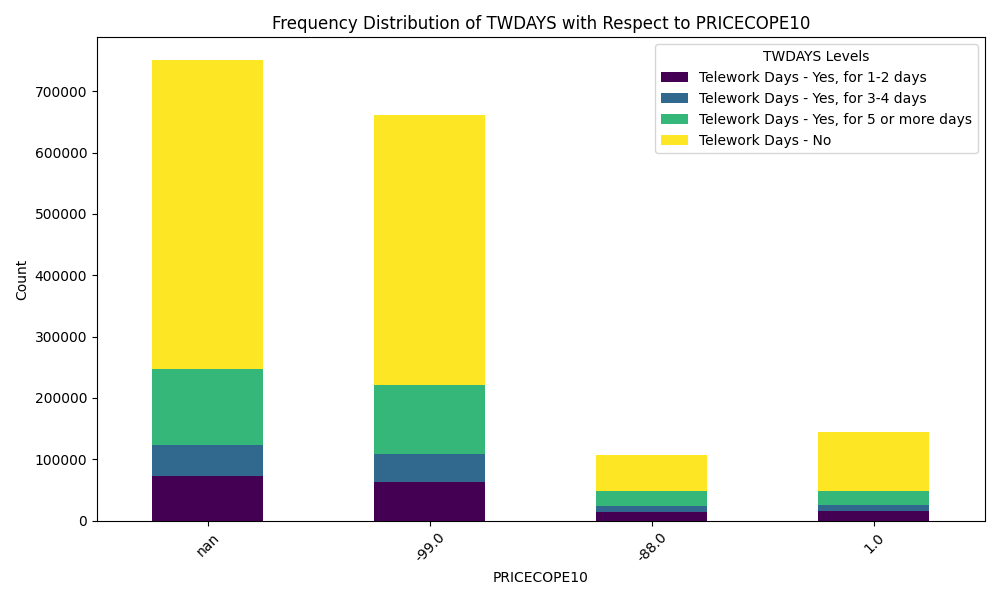 Frequency Distribution of TWDAYS with Respect to PRICECOPE10
TWDAYS Levels
Telework Days - Yes, for 1-2 days
Telework Days - Yes, for 3-4 days
Telework Days - Yes, for 5 or more days
Telework Days - No
Count
700000
600000
500000
400000
300000
200000
100000
0
nan
-99.0
-88.0
1.0
PRICECOPE10